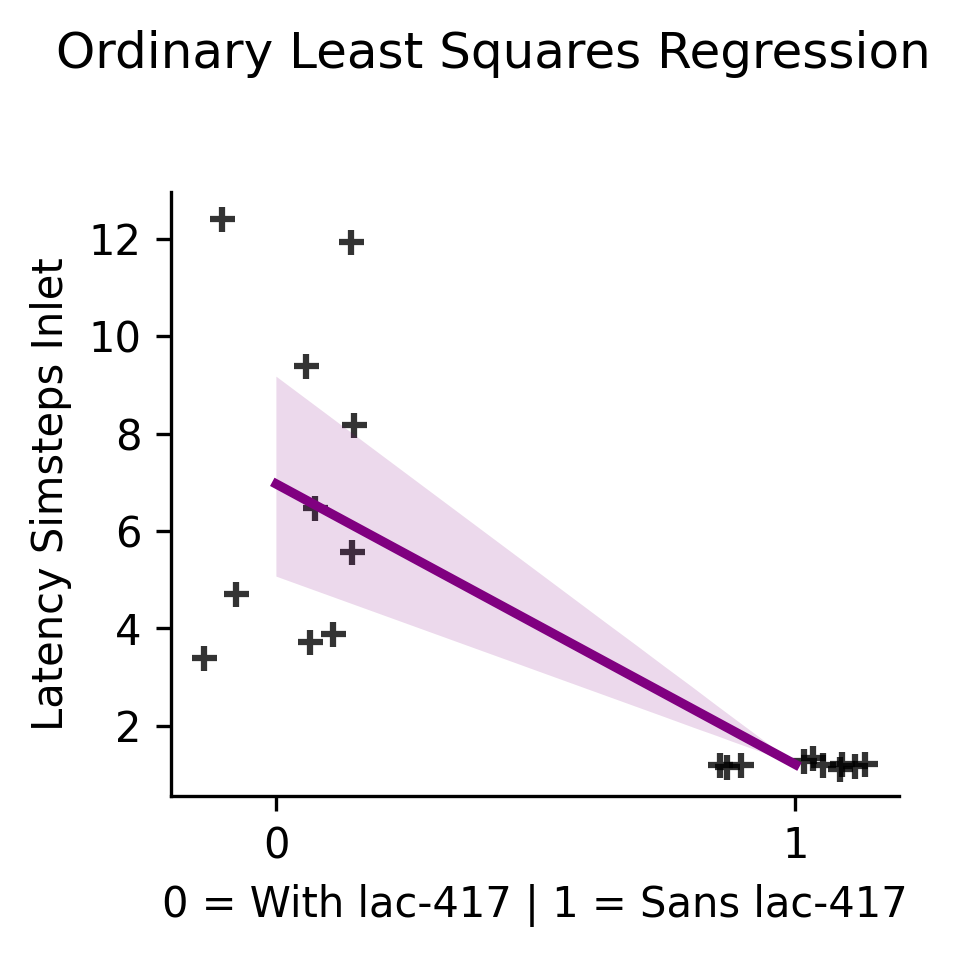 Ordinary Least Squares Regression
Latency Simsteps Inlet
12
10
8
6
4
2
0
1
0 = With lac-417 | 1 = Sans lac-417